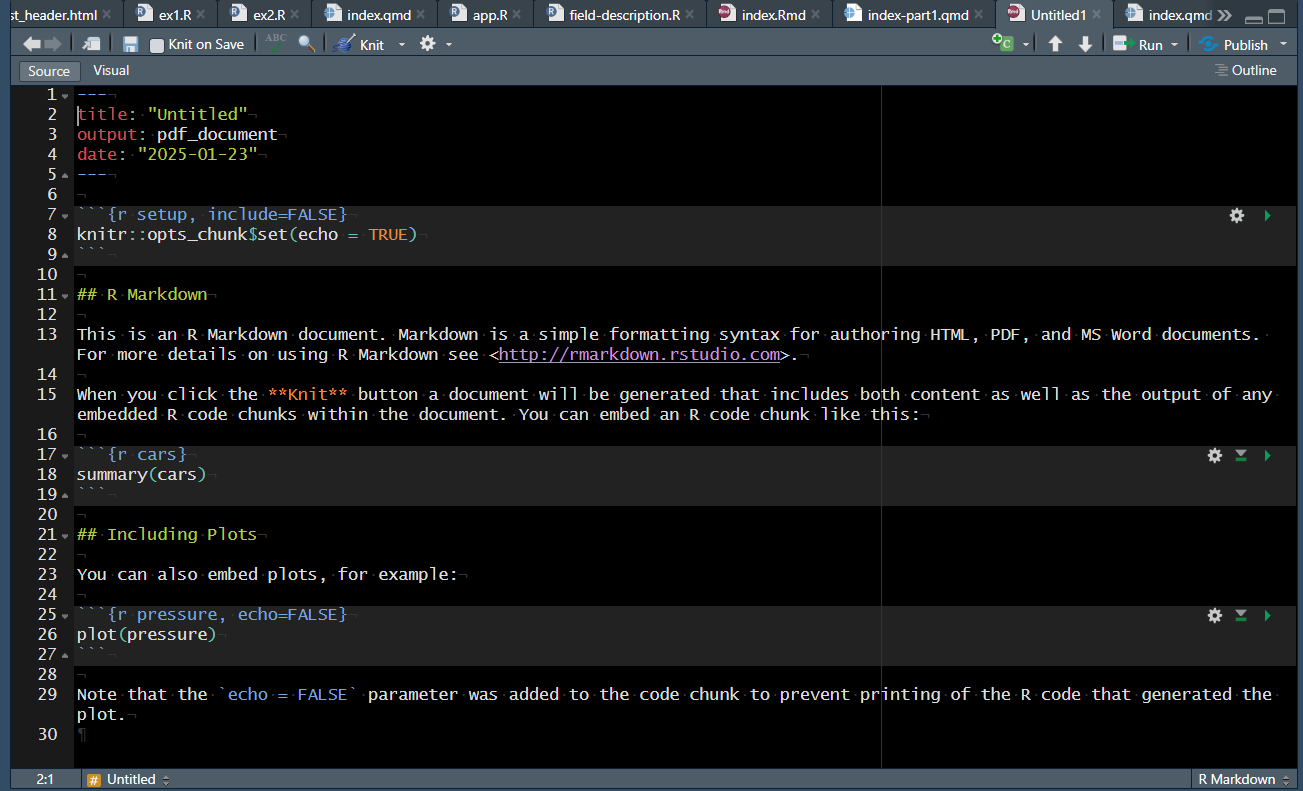 st_header.html ex1.R ex2.R index.qmd app.R field-description.R index.Rmd index-part1.qmd Untitled1 index.qmd
Knit on Save ABC Knit Run Publish
Source Visual Outline
1 ---
2 title: "Untitled"
3 output: pdf_document
4 date: "2025-01-23"
5 ---
6
7 ```{r setup, include=FALSE}
8 knitr::opts_chunk$set(echo = TRUE)
9 ```
10
11 ## R Markdown
12
13 This is an R Markdown document. Markdown is a simple formatting syntax for authoring HTML, PDF, and MS Word documents.
For more details on using R Markdown see <http://rmarkdown.rstudio.com>.
14
15 When you click the **Knit** button a document will be generated that includes both content as well as the output of any
embedded R code chunks within the document. You can embed an R code chunk like this:
16
17 ```{r cars}
18 summary(cars)
19 ```
20
21 ## Including Plots
22
23 You can also embed plots, for example:
24
25 ```{r pressure, echo=FALSE}
26 plot(pressure)
27 ```
28
29 Note that the `echo = FALSE` parameter was added to the code chunk to prevent printing of the R code that generated the
plot.
30
2:1 # Untitled R Markdown